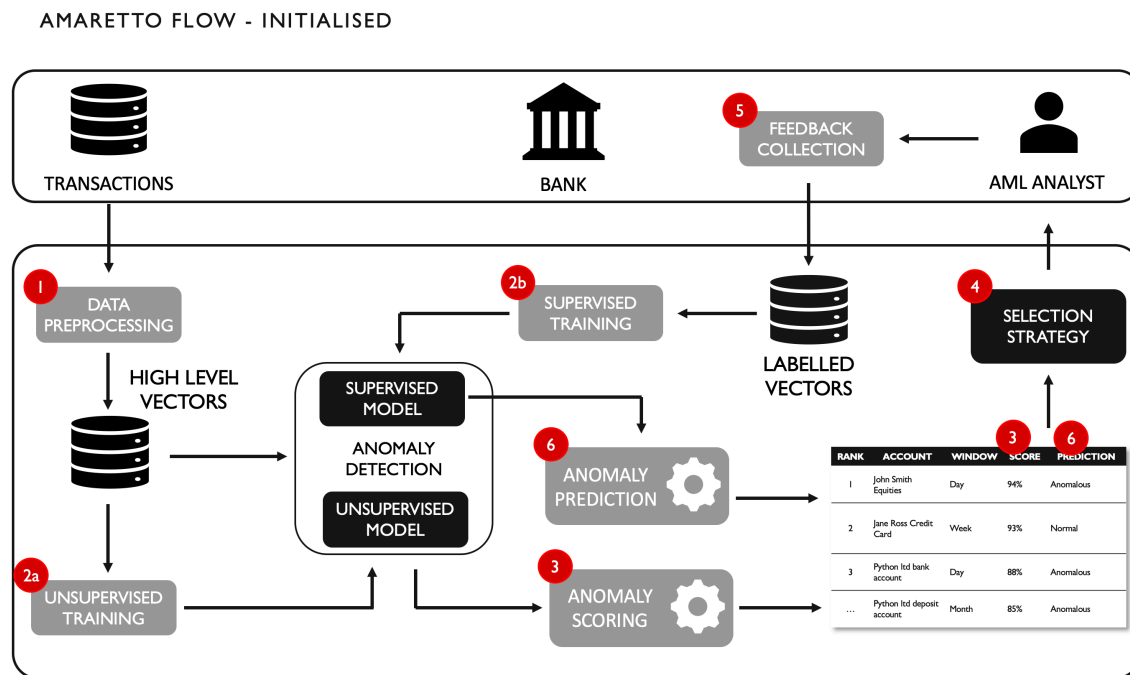 AMARETTO FLOW - INITIALISED
TRANSACTIONS
BANK
5
FEEDBACK
COLLECTION
AML ANALYST
1
DATA
PREPROCESSING
2b
SUPERVISED
TRAINING
LABELLED
VECTORS
4
SELECTION
STRATEGY
HIGH LEVEL
VECTORS
SUPERVISED
MODEL
ANOMALY
DETECTION
UNSUPERVISED
MODEL
6
ANOMALY
PREDICTION
2a
UNSUPERVISED
TRAINING
3
ANOMALY
SCORING
3
6
RANK ACCOUNT WINDOW SCORE PREDICTION
1 John Smith Equities Day 94% Anomalous
2 Jane Ross Credit Card Week 93% Normal
3 Python ltd bank account Day 88% Anomalous
... Python ltd deposit account Month 85% Anomalous